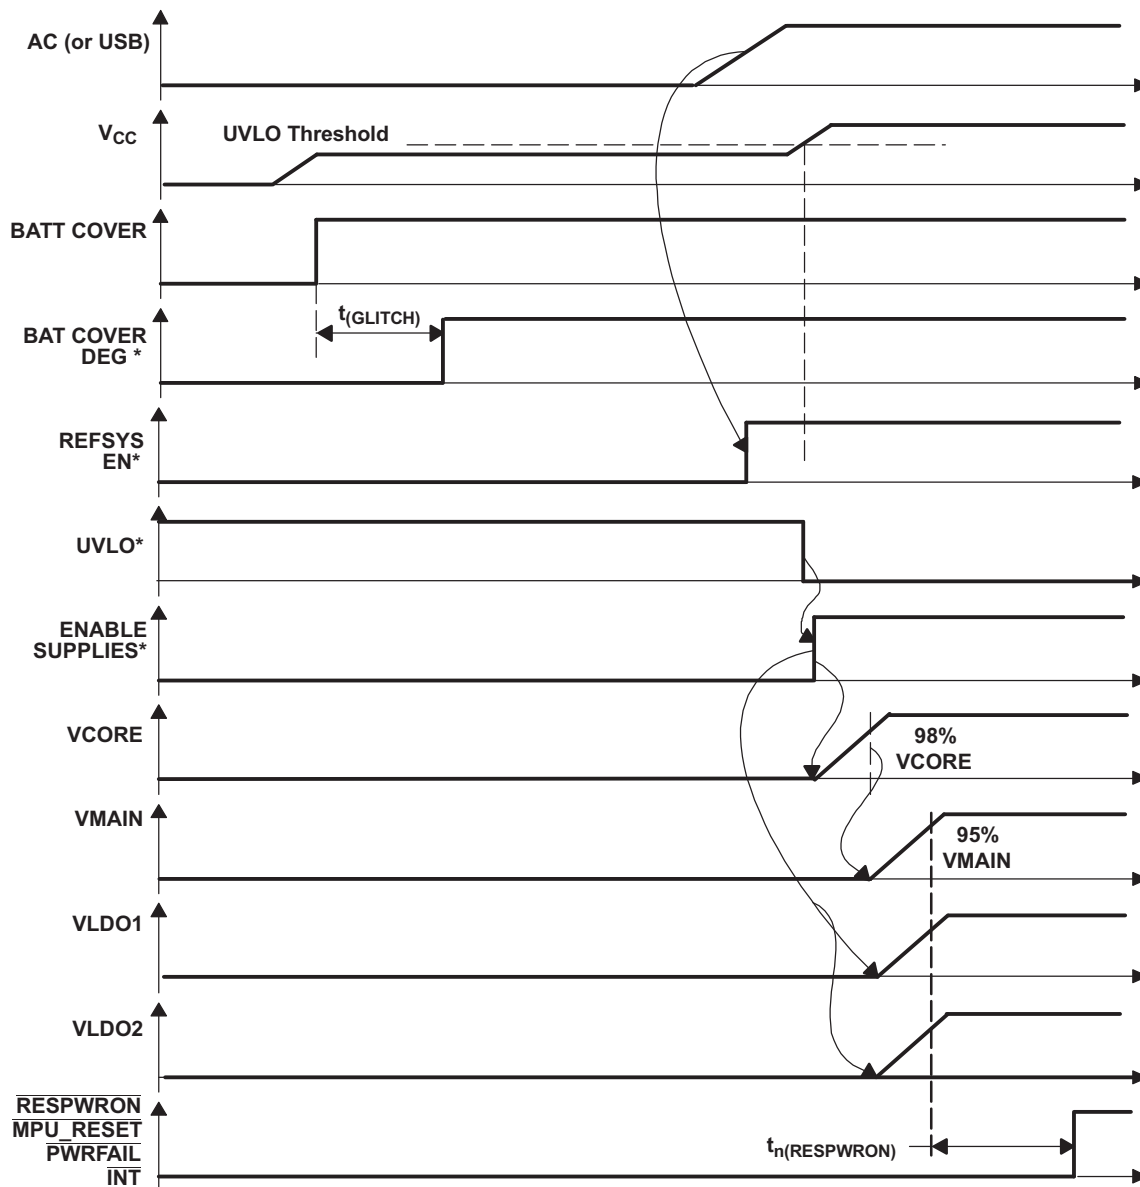 AC (or USB)
VCC
UVLO Threshold
BATT COVER
t(GLITCH)
BAT COVER
DEG *
REFSYS
EN*
UVLO*
ENABLE
SUPPLIES*
VCORE
98%
VCORE
VMAIN
95%
VMAIN
VLDO1
VLDO2
RESPWRON
MPU_RESET
PWRFAIL
INT
tn(RESPWRON)